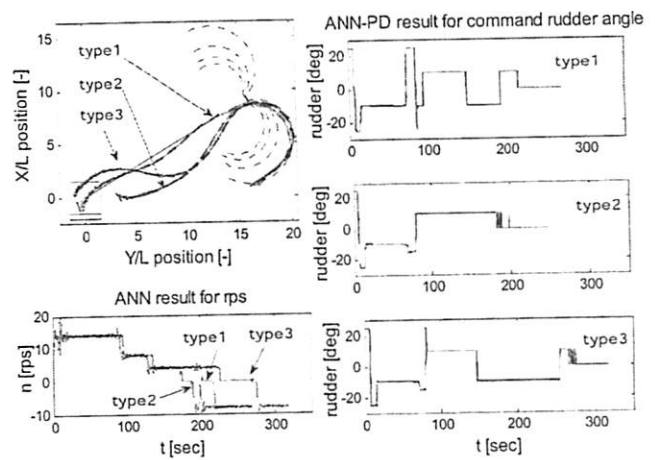 ANN-PD result for command rudder angle
X/L position [-]
15
10
5
0
type1
type2
type3
0 5 10 15 20
Y/L position [-]
rudder [deg]
20
0
-20
type1
0 100 200 300
rudder [deg]
20
0
-20
type2
0 100 200 300
ANN result for rps
n [rps]
20
10
0
-10
type1
type3
type2
0 100 200 300
t [sec]
rudder [deg]
20
0
-20
type3
0 100 200 300
t [sec]